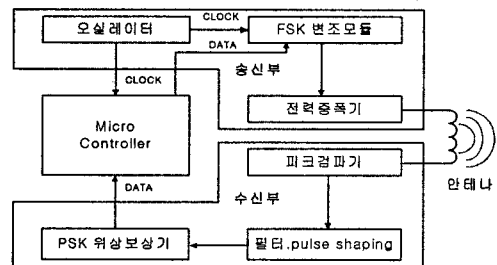 오실레이터
CLOCK
FSK 변조모듈
DATA
송신부
CLOCK
전력증폭기
Micro
Controller
피크검파기
안테나
DATA
수신부
PSK 위상보상기
필터,pulse shaping